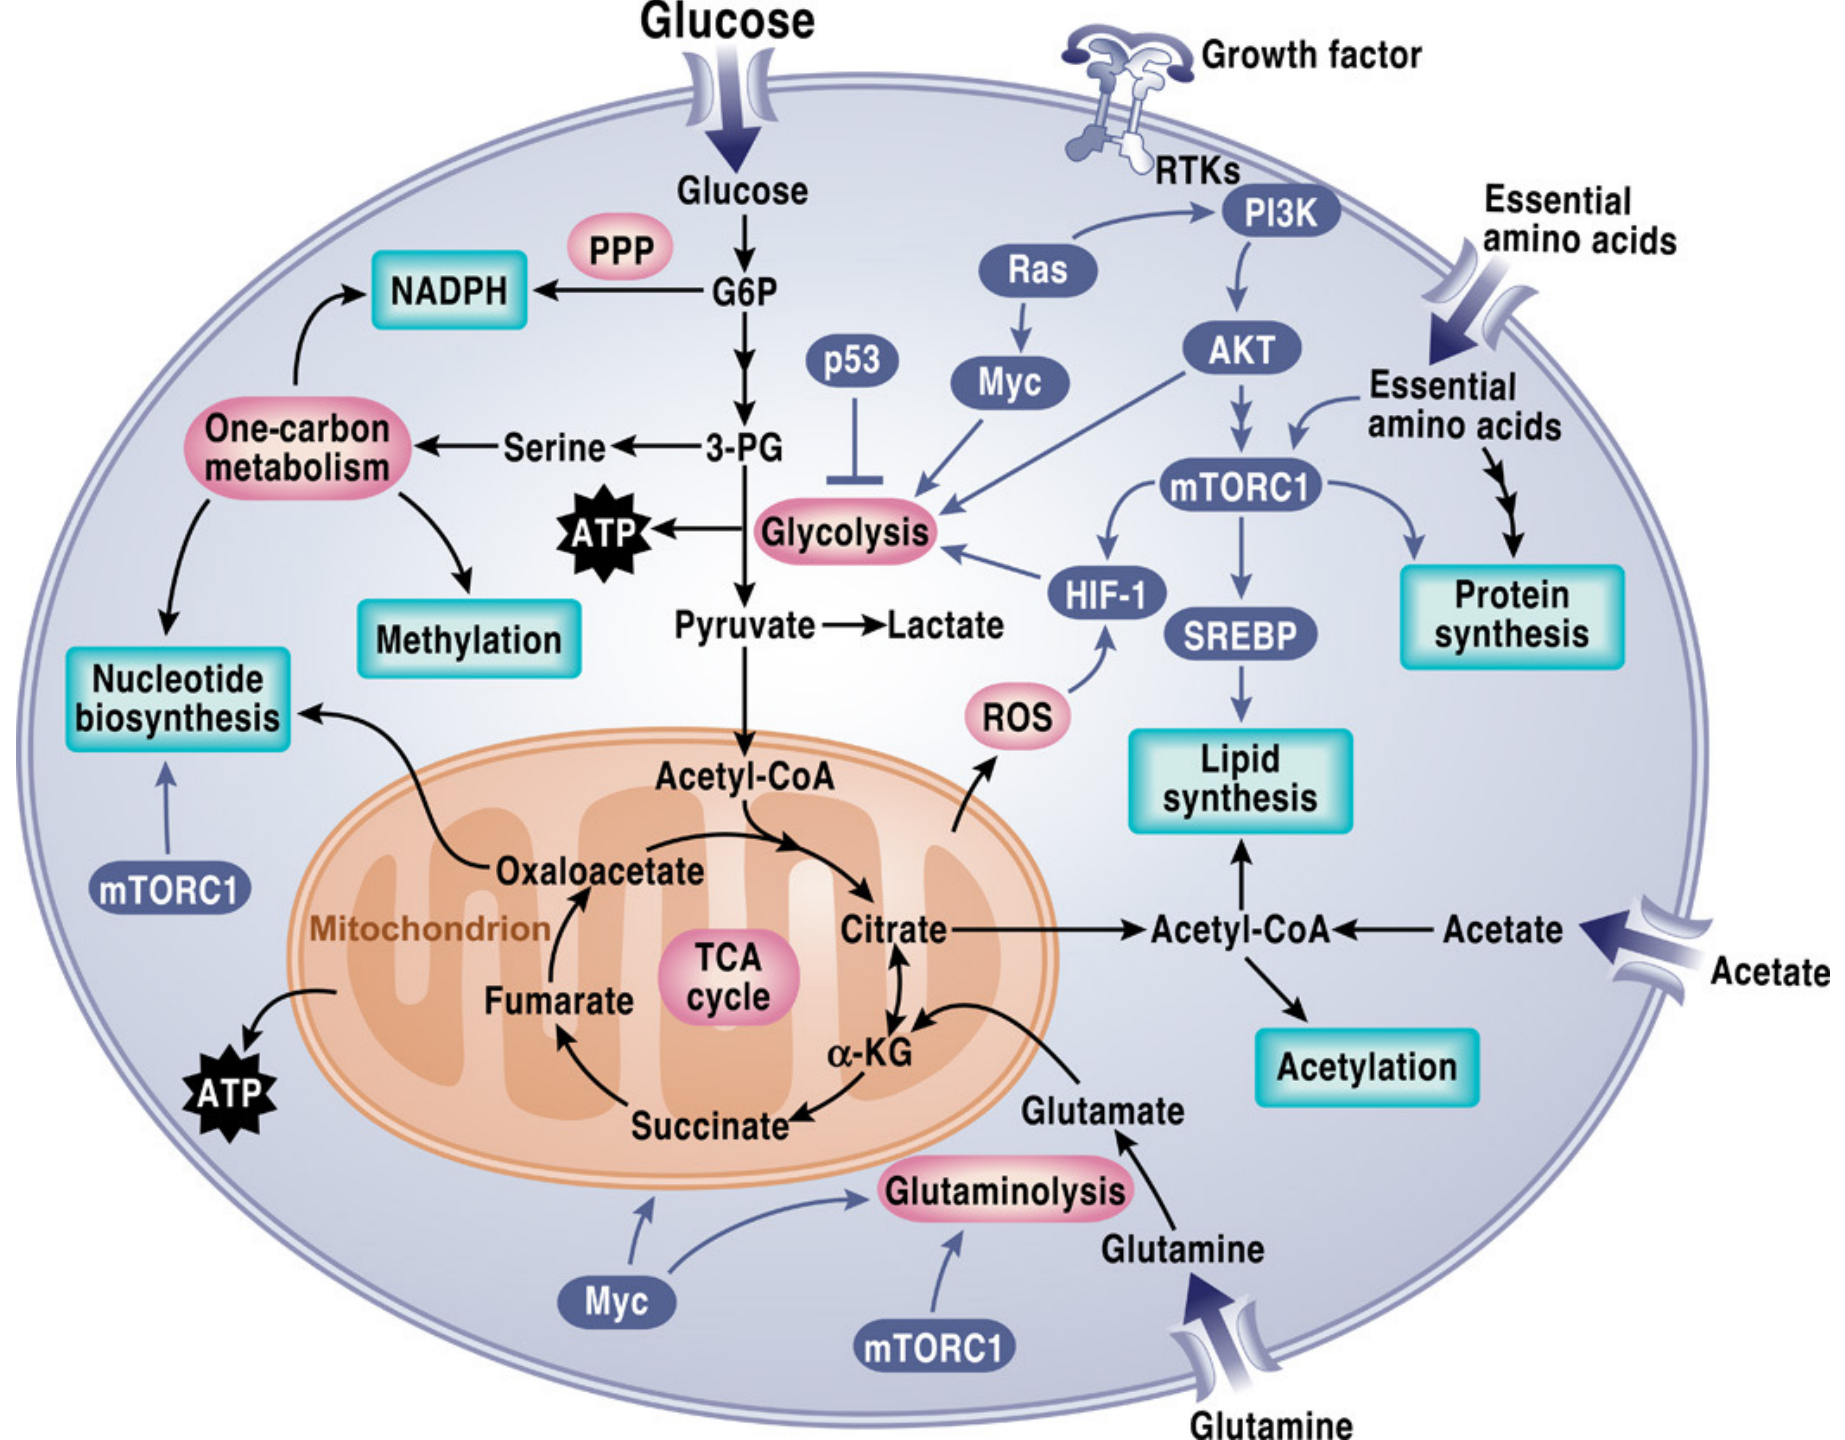 Glucose
Growth factor
RTKs
Glucose
PI3K
Essential
amino acids
PPP
Ras
NADPH
G6P
p53
AKT
Myc
Essential
amino acids
One-carbon
metabolism
Serine
3-PG
mTORC1
ATP
Glycolysis
HIF-1
Protein
synthesis
Methylation
Pyruvate
Lactate
SREBP
Nucleotide
biosynthesis
ROS
Lipid
synthesis
Acetyl-CoA
mTORC1
Oxaloacetate
Mitochondrion
Citrate
Acetyl-CoA
Acetate
Acetate
TCA
cycle
Fumarate
α-KG
Acetylation
ATP
Succinate
Glutamate
Glutaminolysis
Glutamine
Myc
mTORC1
Glutamine